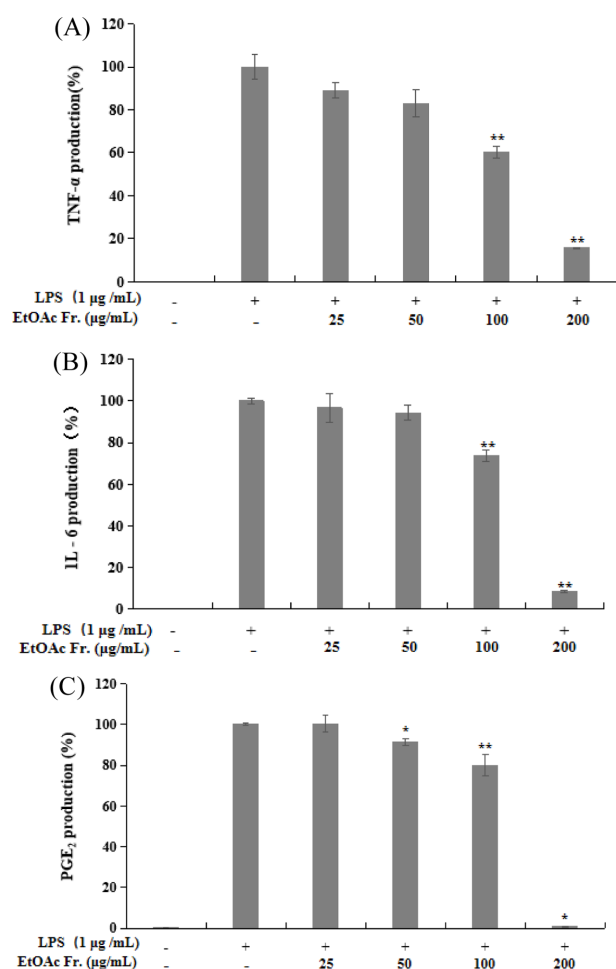 (A)
120
100
80
60
40
20
0
TNF-α production(%)
**
**
LPS (1 μg /mL) - + + + + +
EtOAc Fr. (μg/mL) - - 25 50 100 200
(B)
120
100
80
60
40
20
0
IL - 6 production (%)
**
**
LPS (1 μg /mL) - + + + + +
EtOAc Fr. (μg/mL) - - 25 50 100 200
(C)
120
100
80
60
40
20
0
PGE₂ production (%)
*
**
*
LPS (1 μg /mL) - + + + + +
EtOAc Fr. (μg/mL) - - 25 50 100 200